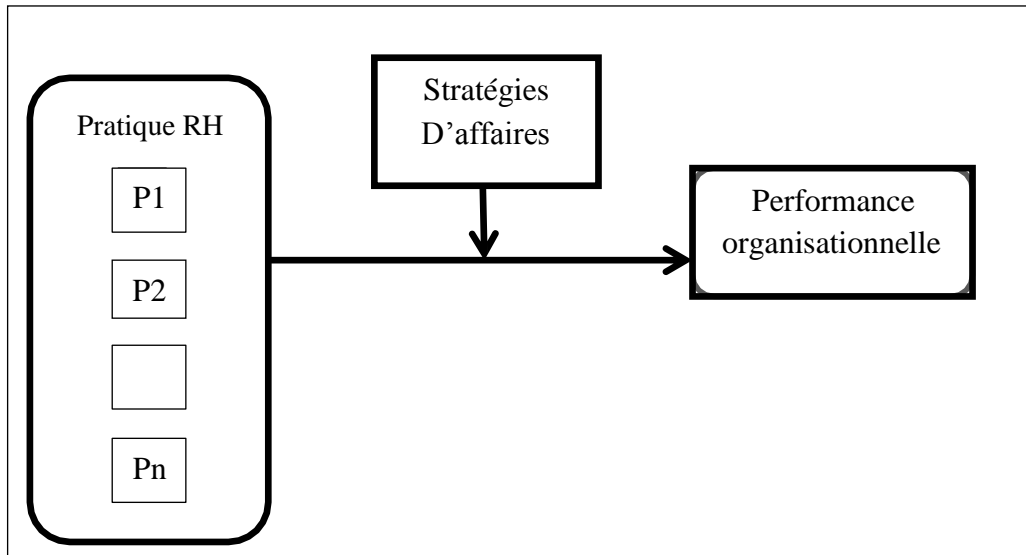 Pratique RH
P1
P2
Pn
Stratégies
D’affaires
Performance
organisationnelle